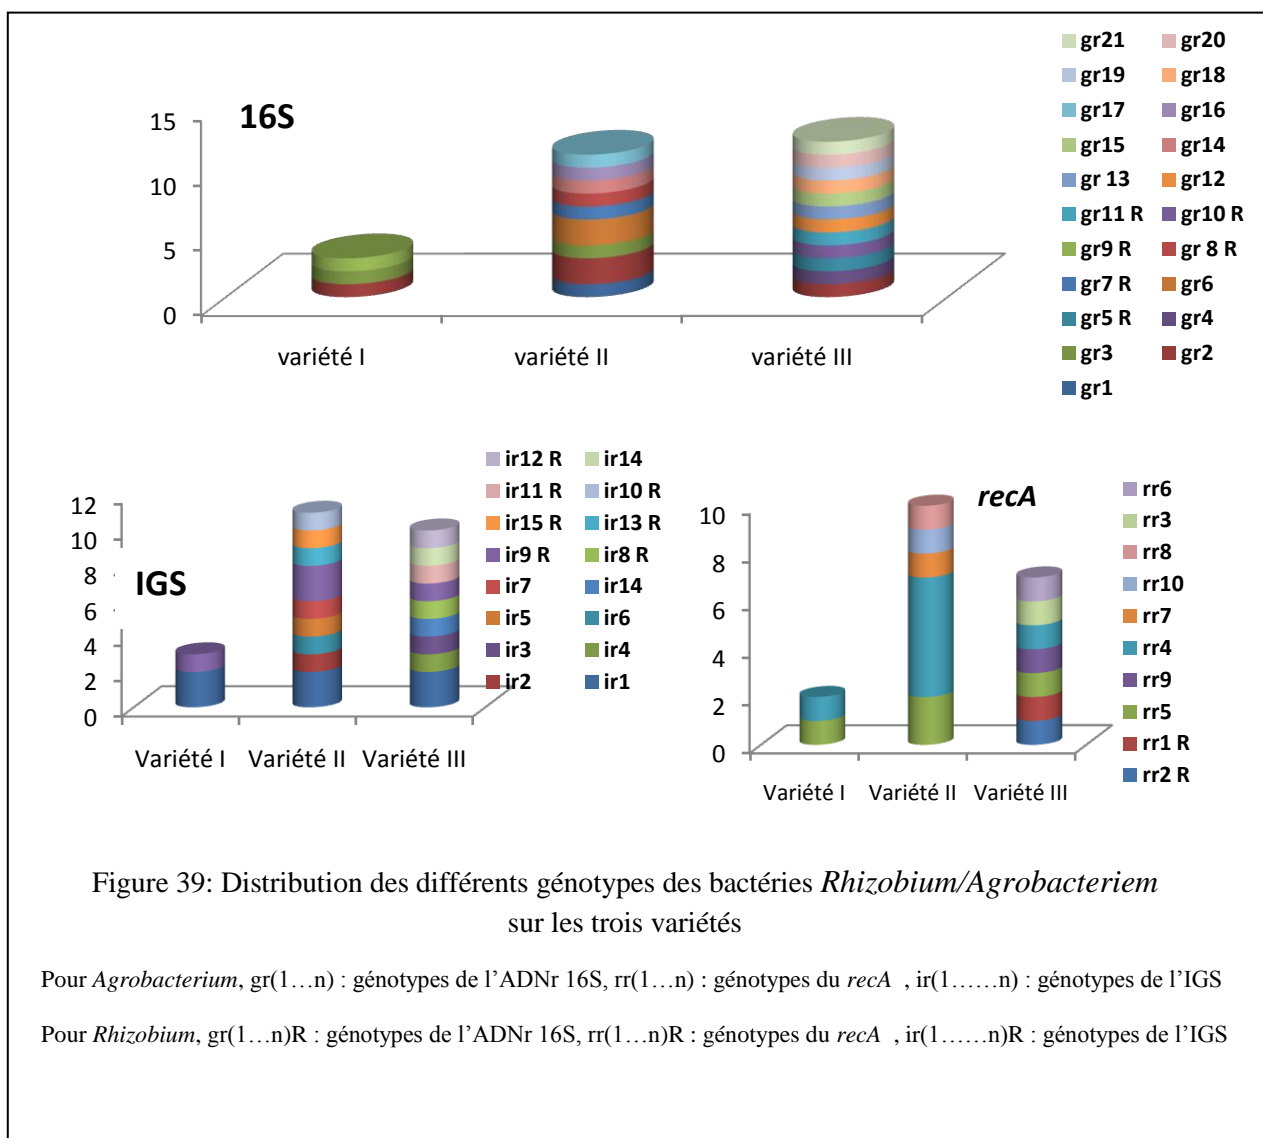 16S
15
10
5
0
variété I
variété II
variété III
gr21 gr20
gr19 gr18
gr17 gr16
gr15 gr14
gr 13 gr12
gr11 R gr10 R
gr9 R gr 8 R
gr7 R gr6
gr5 R gr4
gr3 gr2
gr1
IGS
12
10
8
6
4
2
0
Variété I
Variété II
Variété III
ir12 R ir14
ir11 R ir10 R
ir15 R ir13 R
ir9 R ir8 R
ir7 ir14
ir5 ir6
ir3 ir4
ir2 ir1
recA
10
8
6
4
2
0
Variété I
Variété II
Variété III
rr6
rr3
rr8
rr10
rr7
rr4
rr9
rr5
rr1 R
rr2 R
Figure 39: Distribution des différents génotypes des bactéries Rhizobium/Agrobacteriem
sur les trois variétés
Pour Agrobacterium, gr(1…n) : génotypes de l’ADNr 16S, rr(1…n) : génotypes du recA , ir(1……n) : génotypes de l’IGS
Pour Rhizobium, gr(1…n)R : génotypes de l’ADNr 16S, rr(1…n)R : génotypes du recA , ir(1……n)R : génotypes de l’IGS